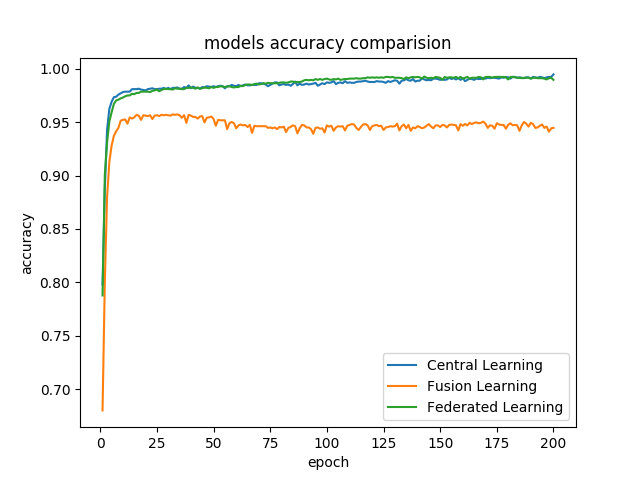 models accuracy comparision
accuracy
1.00
0.95
0.90
0.85
0.80
0.75
0.70
0 25 50 75 100 125 150 175 200
epoch
Central Learning
Fusion Learning
Federated Learning